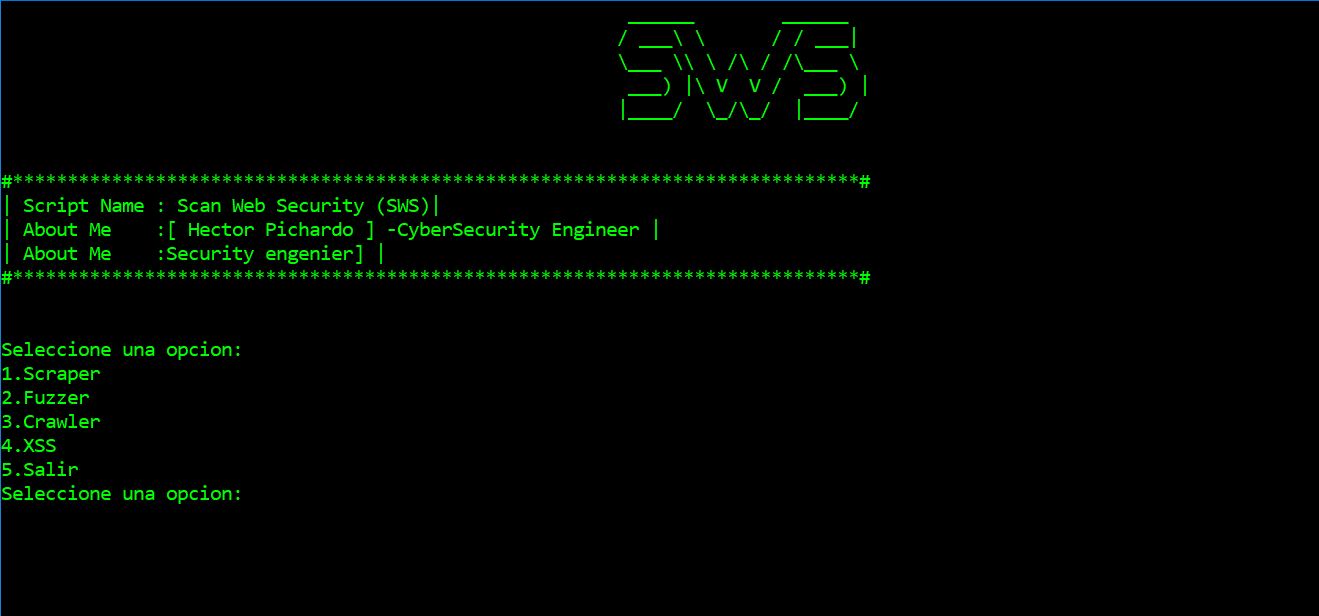 SWS
#*****************************************************************************#
| Script Name : Scan Web Security (SWS)|
| About Me    :[ Hector Pichardo ] -CyberSecurity Engineer |
| About Me    :Security engenier] |
#*****************************************************************************#
Seleccione una opcion:
1.Scraper
2.Fuzzer
3.Crawler
4.XSS
5.Salir
Seleccione una opcion: